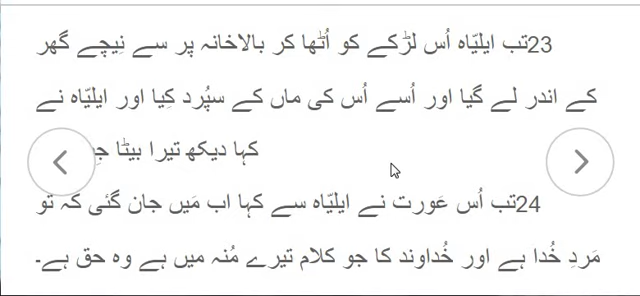 23تب ایلیّاہ اُس لڑکے کو اُٹھا کر بالاخانہ پر سے نِیچے گھر
کے اندر لے گیا اور اُسے اُس کی ماں کے سپُرد کِیا اور ایلیّاہ نے
کہا دیکھ تیرا بیٹا
24تب اُس عَورت نے ایلیّاہ سے کہا اب مَیں جان گئی کہ تُو
مَردِ خُدا ہے اور خُداوند کا جو کلام تیرے مُنہ میں ہے وہ حق ہے۔